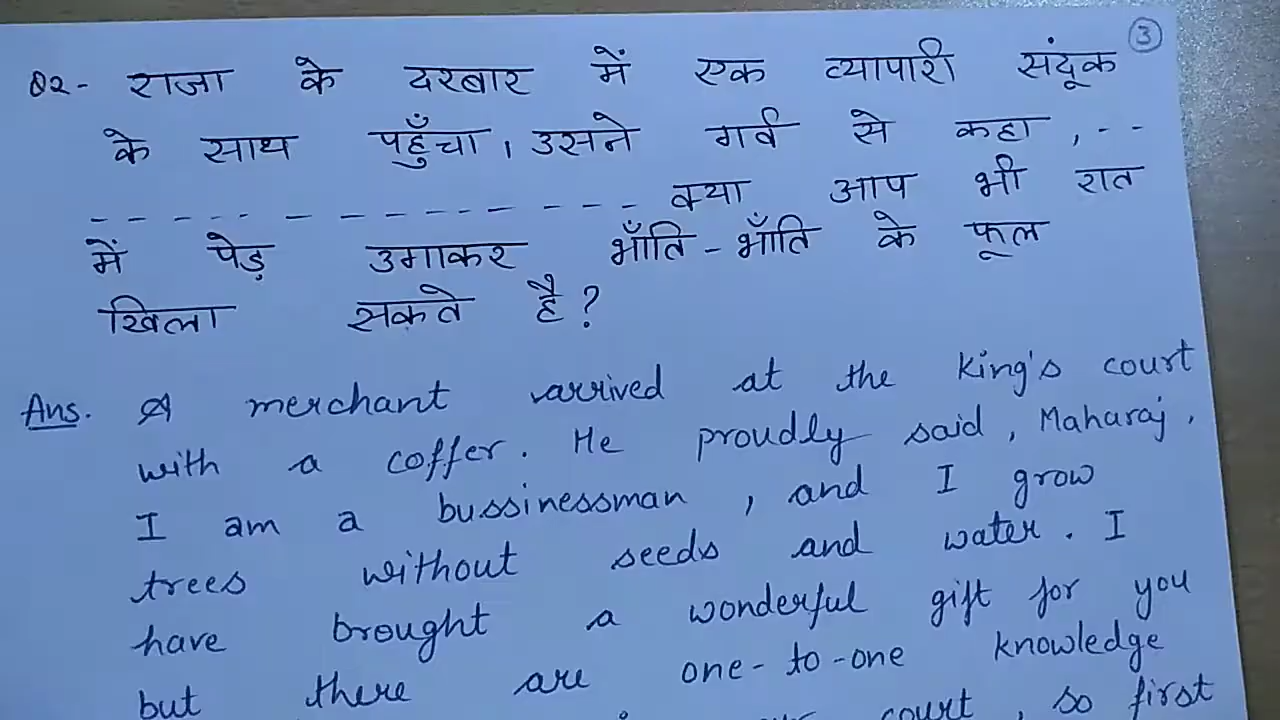 3
Q2- राजा के दरबार में एक व्यापारी संदूक
के साथ पहुँचा, उसने गर्व से कहा, --
- - - - - - - - - - - - - - क्या आप भी रात
में पेड़ उगाकर भाँति-भाँति के फूल
खिला सकते है?
Ans. A merchant arrived at the King's court
with a coffer. He proudly said, Maharaj,
I am a bussinessman, and I grow
trees without seeds and water. I
have brought a wonderful gift for you
but there are one-to-one knowledge
court, so first